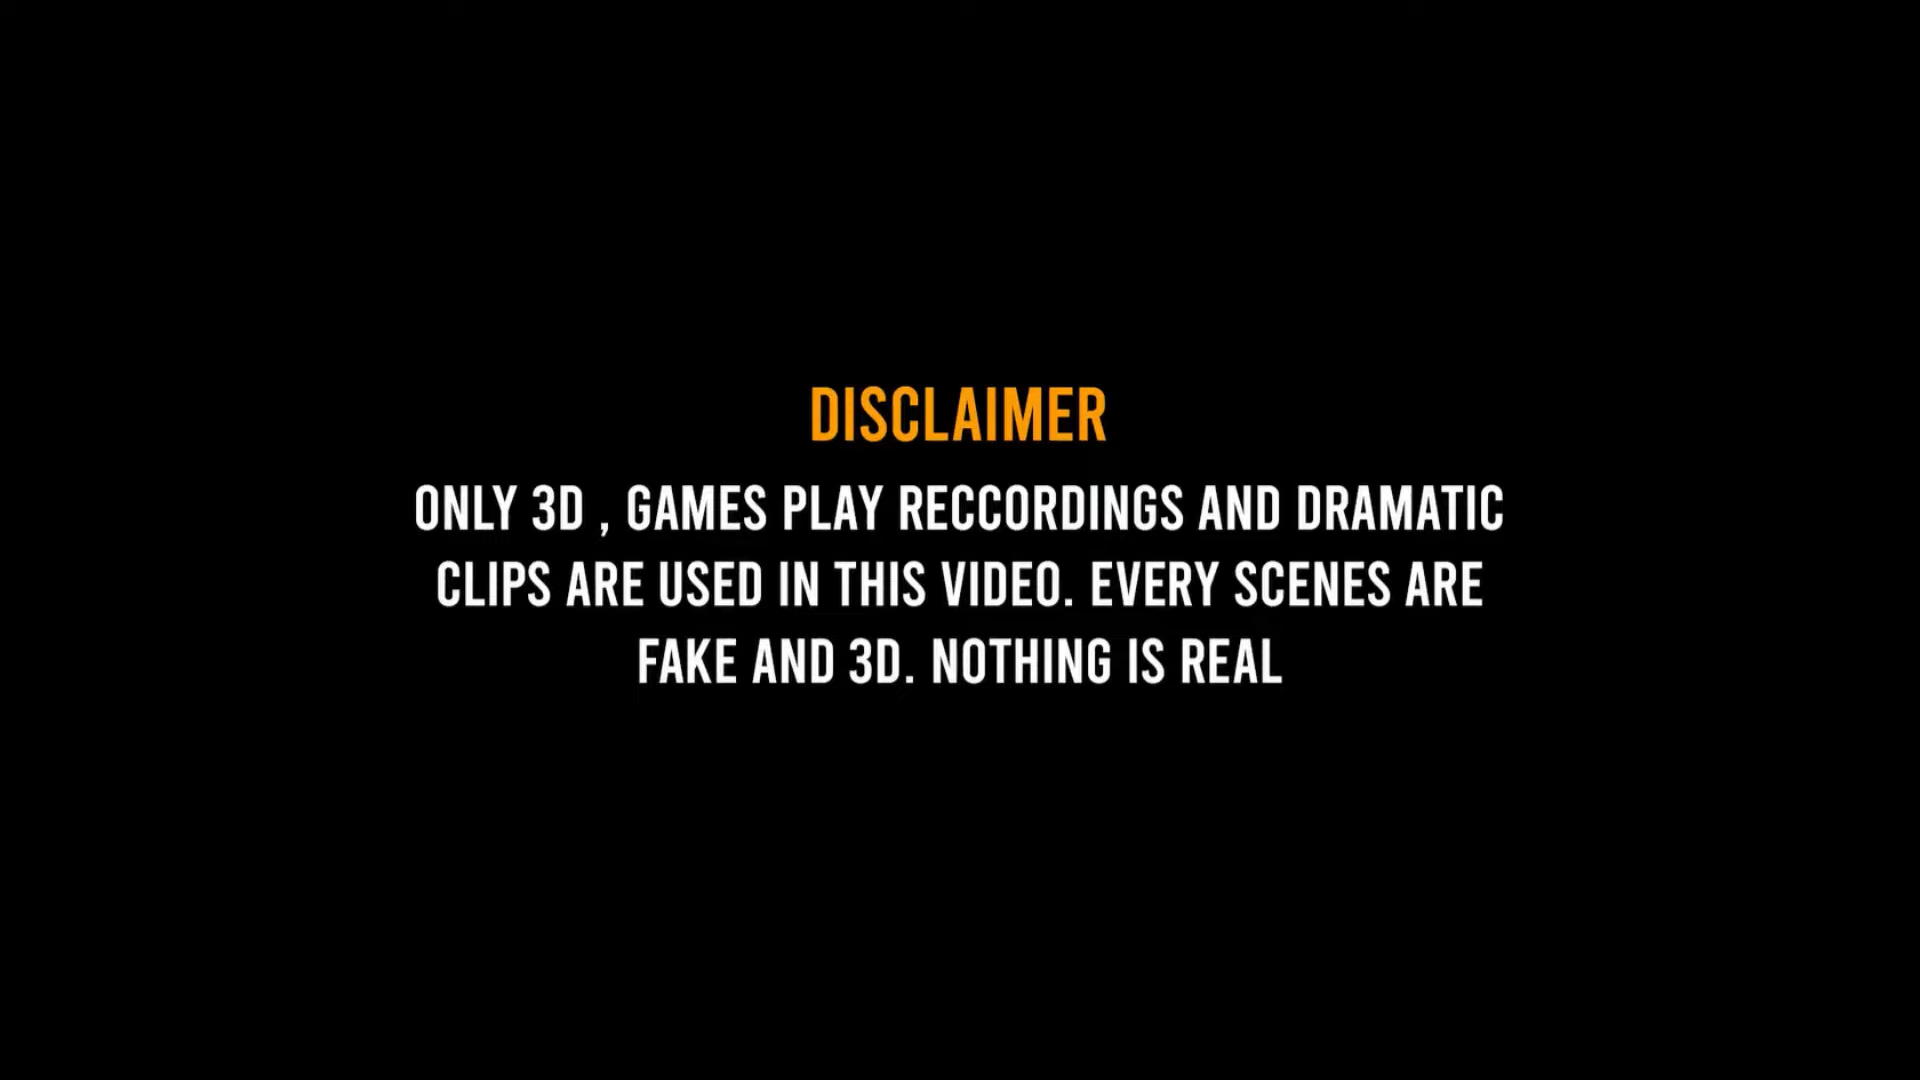 DISCLAIMER
ONLY 3D , GAMES PLAY RECCORDINGS AND DRAMATIC
CLIPS ARE USED IN THIS VIDEO. EVERY SCENES ARE
FAKE AND 3D. NOTHING IS REAL